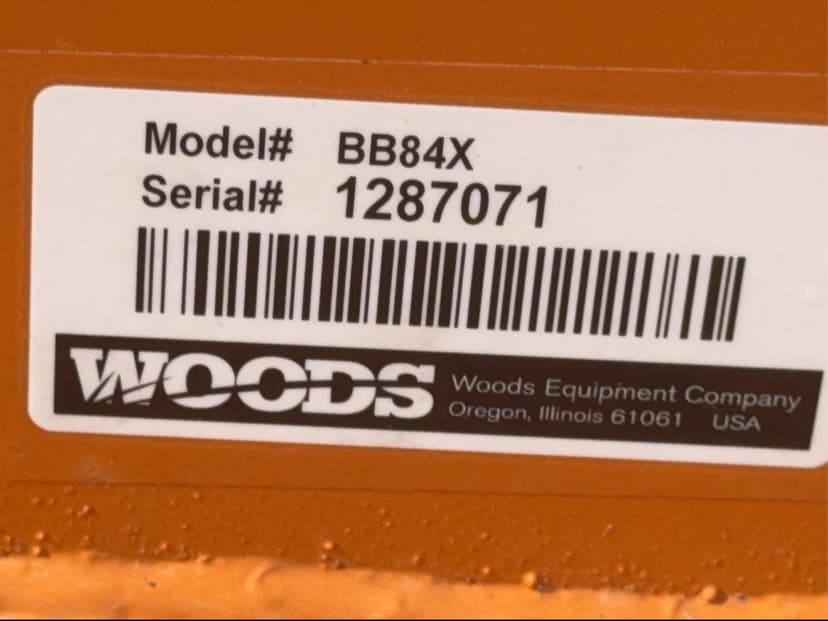 Model# BB84X
Serial# 1287071
WOODS
Woods Equipment Company
Oregon, Illinois 61061 USA